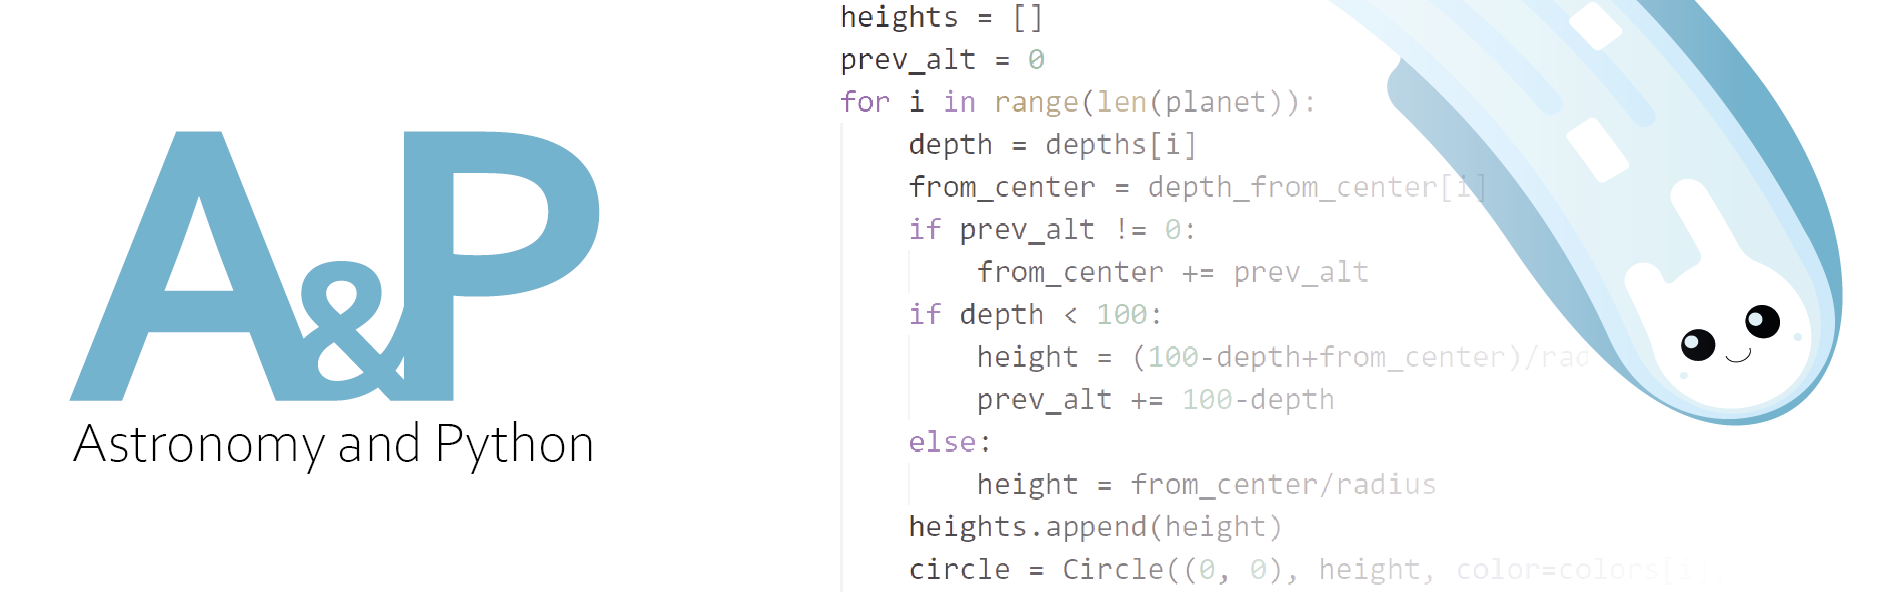 A&P
Astronomy and Python
heights = []
prev_alt = 0
for i in range(len(planet)):
    depth = depths[i]
    from_center = depth_from_center[i]
    if prev_alt != 0:
        from_center += prev_alt
    if depth < 100:
        height = (100-depth+from_center)/rad
        prev_alt += 100-depth
    else:
        height = from_center/radius
    heights.append(height)
    circle = Circle((0, 0), height, color=colors[i],